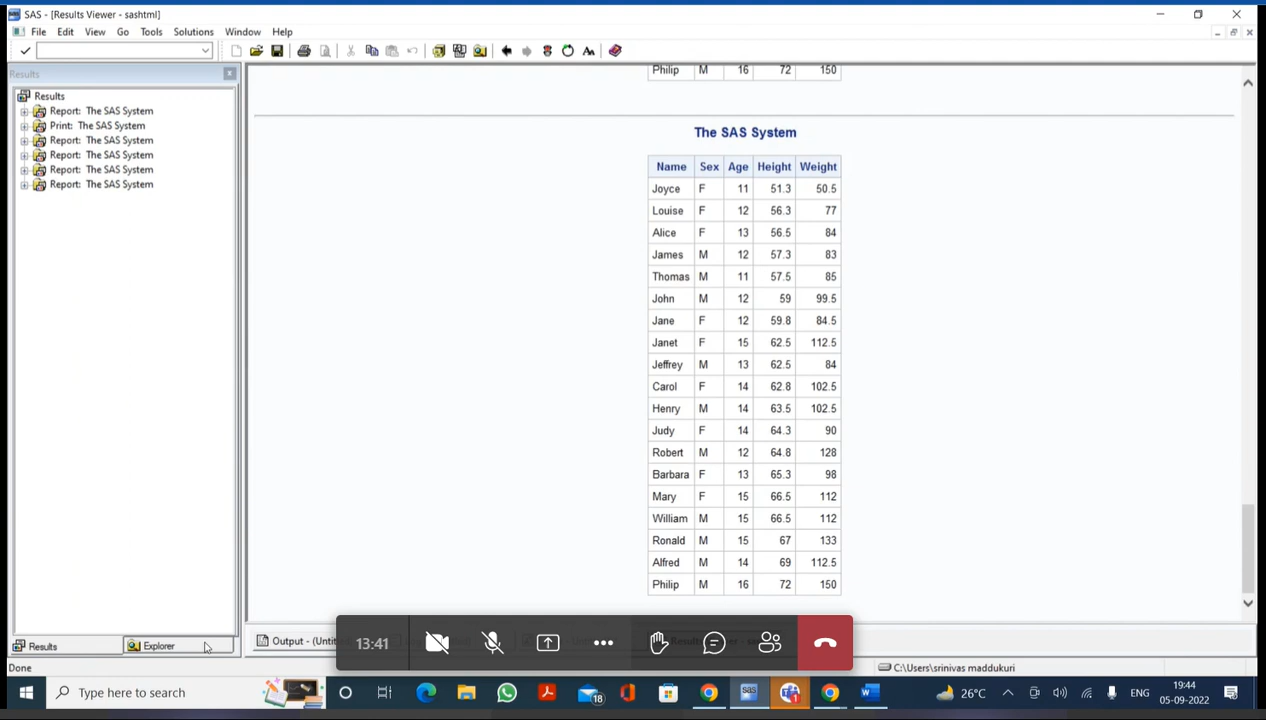 SAS - [Results Viewer - sashtml]
File Edit View Go Tools Solutions Window Help
Results
Results
Report: The SAS System
Print: The SAS System
Report: The SAS System
Report: The SAS System
Report: The SAS System
Report: The SAS System
Philip M 16 72 150
The SAS System
Name Sex Age Height Weight
Joyce F 11 51.3 50.5
Louise F 12 56.3 77
Alice F 13 56.5 84
James M 12 57.3 83
Thomas M 11 57.5 85
John M 12 59 99.5
Jane F 12 59.8 84.5
Janet F 15 62.5 112.5
Jeffrey M 13 62.5 84
Carol F 14 62.8 102.5
Henry M 14 63.5 102.5
Judy F 14 64.3 90
Robert M 12 64.8 128
Barbara F 13 65.3 98
Mary F 15 66.5 112
William M 15 66.5 112
Ronald M 15 67 133
Alfred M 14 69 112.5
Philip M 16 72 150
Results Explorer Output - (Untit
13:41
Done C:\Users\srinivas maddukuri
Type here to search 18 sas 1 26°C ENG 19:44
05-09-2022